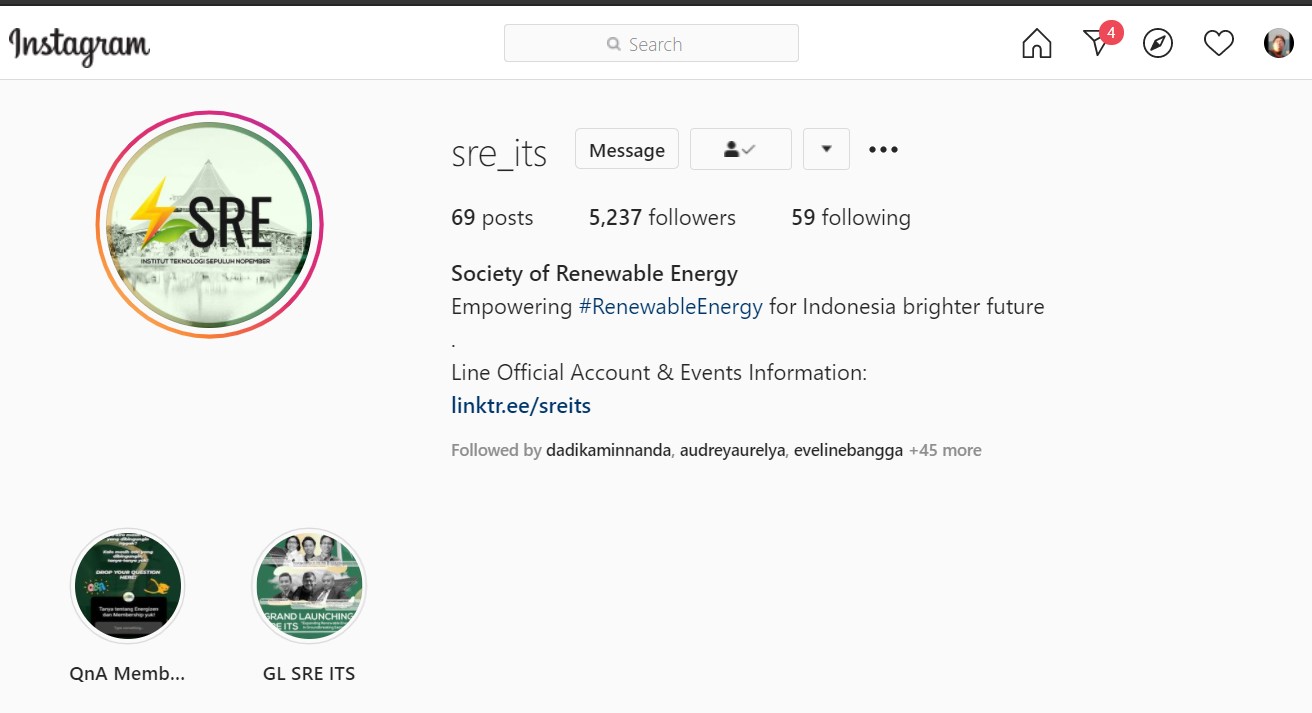 Instagram
Search
4
SRE
INSTITUT TEKNOLOGI SEPULUH NOPEMBER
sre_its
Message
69 posts 5,237 followers 59 following
Society of Renewable Energy
Empowering #RenewableEnergy for Indonesia brighter future
.
Line Official Account & Events Information:
linktr.ee/sreits
Followed by dadikaminnanda, audreyaurelya, evelinebangga +45 more
DROP YOUR QUESTION
HERE!
Tanya tentang Energizen
dan Membership yuk!
GRAND LAUNCHING
RE ITS
QnA Memb...
GL SRE ITS